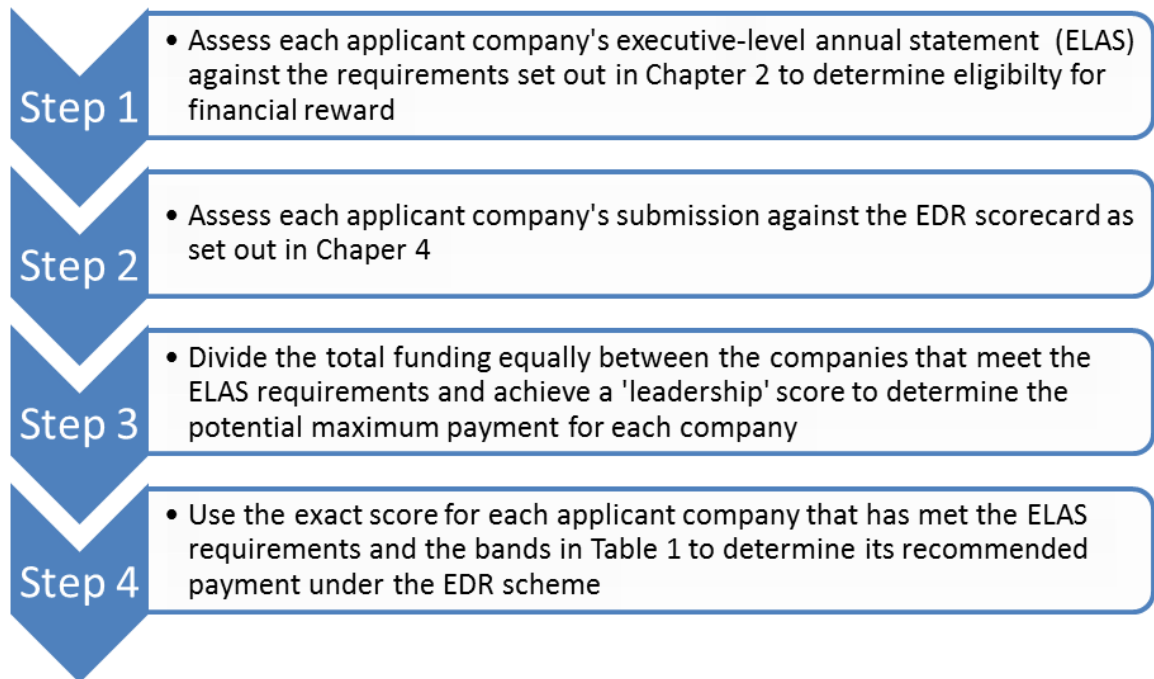 Step 1
• Assess each applicant company's executive-level annual statement (ELAS)
against the requirements set out in Chapter 2 to determine eligibilty for
financial reward
Step 2
• Assess each applicant company's submission against the EDR scorecard as
set out in Chaper 4
Step 3
• Divide the total funding equally between the companies that meet the
ELAS requirements and achieve a 'leadership' score to determine the
potential maximum payment for each company
Step 4
• Use the exact score for each applicant company that has met the ELAS
requirements and the bands in Table 1 to determine its recommended
payment under the EDR scheme